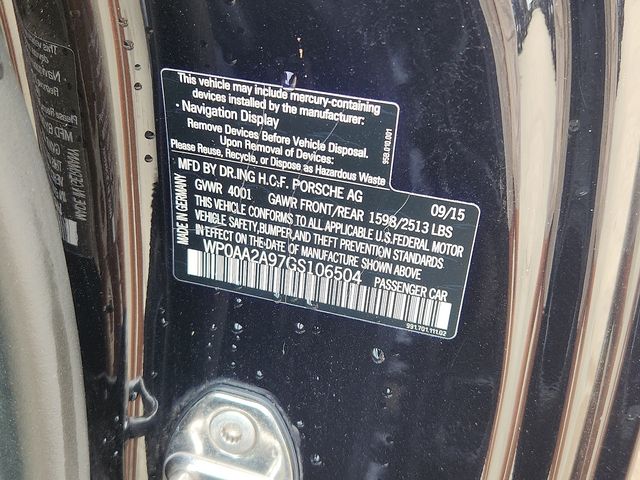 This vehicle may include mercury-containing
devices installed by the manufacturer:
· Navigation Display
Remove Devices Before Vehicle Disposal.
Upon Removal of Devices:
Please Reuse, Recycle, or Dispose as Hazardous Waste
958.010.001
MADE IN GERMANY
MFD BY DR.ING H.C.F. PORSCHE AG 09/15
GWR 4001 GAWR FRONT/REAR 1598/2513 LBS
THIS VEHICLE CONFORMS TO ALL APPLICABLE U.S.FEDERAL MOTOR
VEHICLE SAFETY,BUMPER,AND THEFT PREVENTION STANDARDS
IN EFFECT ON THE DATE OF MANUFACTURE SHOWN ABOVE
WP0AA2A97GS106504 PASSENGER CAR
991.701.111.02